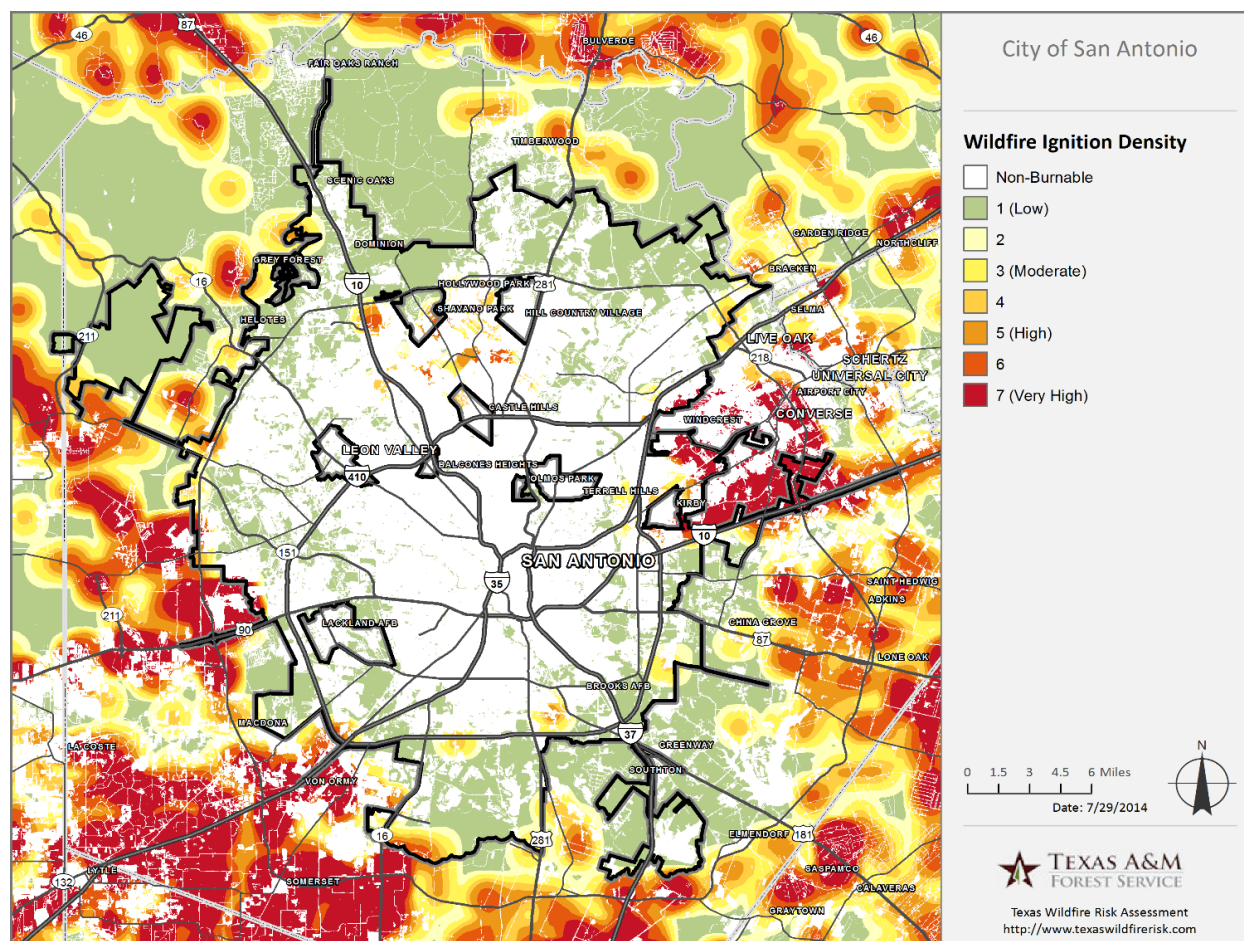 87
46
46
BULVERDE
FAIR OAKS RANCH
TIMBERWOOD
SCENIC OAKS
GARDEN RIDGE
NORTHCLIFF
DOMINION
GREY FOREST
BRACKEN
16
10
HOLLYWOOD PARK
281
SHAVANO PARK
HILL COUNTRY VILLAGE
SELMA
HELOTES
211
LIVE OAK
218
SCHERTZ
UNIVERSAL CITY
AIRPORT CITY
CASTLE HILLS
WINDCREST
CONVERSE
LEON VALLEY
BALCONES HEIGHTS
410
OLMOS PARK
TERRELL HILLS
KIRBY
10
151
SAN ANTONIO
35
SAINT HEDWIG
ADKINS
211
90
LACKLAND AFB
CHINA GROVE
87
LONE OAK
BROOKS AFB
MACDONA
37
LA COSTE
GREENWAY
SOUTHTON
VON ORMY
16
281
ELMENDORF
181
LYTLE
132
SOMERSET
SASPAMCO
CALAVERAS
GRAYTOWN
City of San Antonio
Wildfire Ignition Density
Non-Burnable
1 (Low)
2
3 (Moderate)
4
5 (High)
6
7 (Very High)
N
0 1.5 3 4.5 6 Miles
Date: 7/29/2014
TEXAS A&M
FOREST SERVICE
Texas Wildfire Risk Assessment
http://www.texaswildfirerisk.com